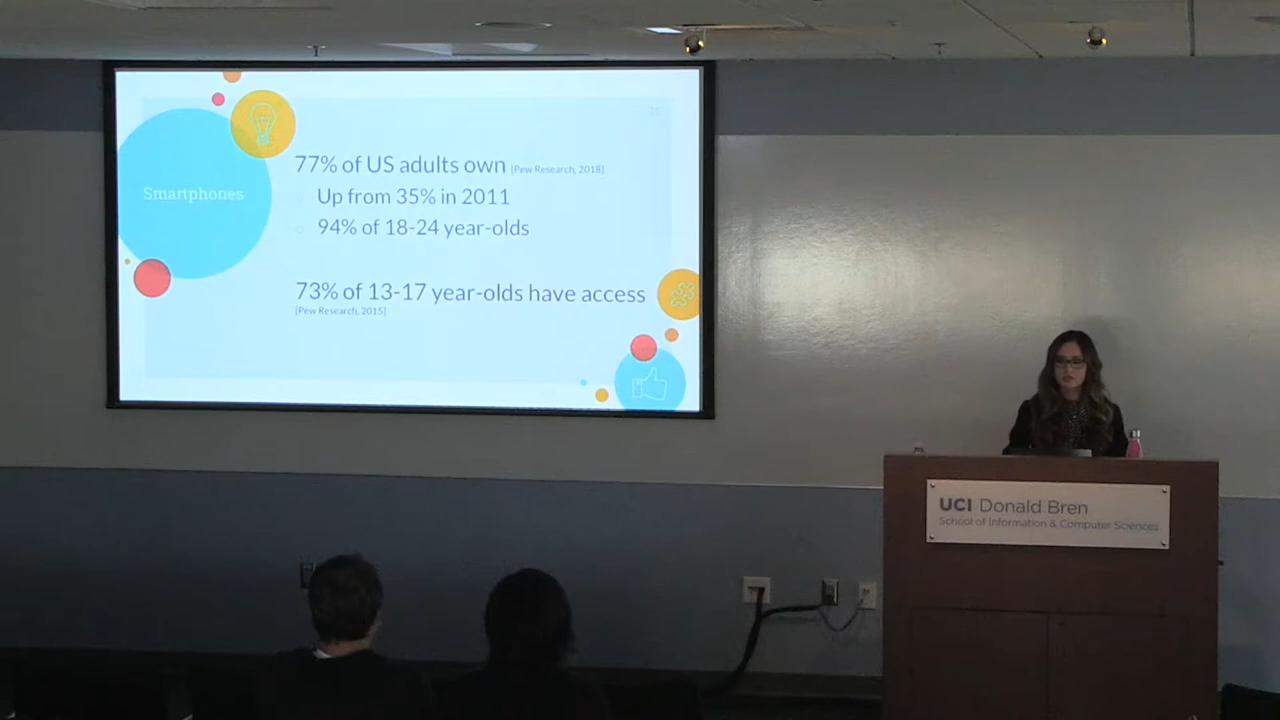 Smartphones
77% of US adults own [Pew Research, 2018]
Up from 35% in 2011
94% of 18-24 year-olds
73% of 13-17 year-olds have access
[Pew Research, 2015]
UCI Donald Bren
School of Information & Computer Sciences